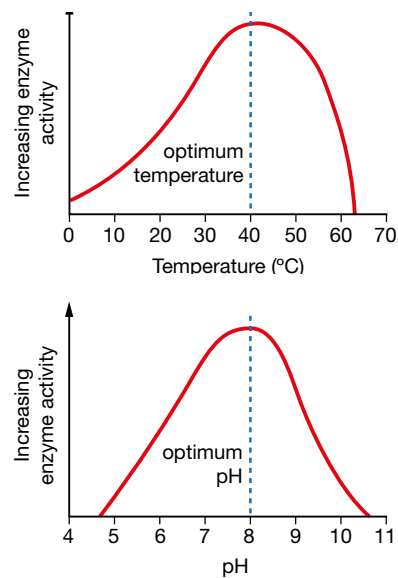 Increasing enzyme
activity
optimum
temperature
0 10 20 30 40 50 60 70
Temperature (ºC)
Increasing
enzyme activity
optimum
pH
4 5 6 7 8 9 10 11
pH